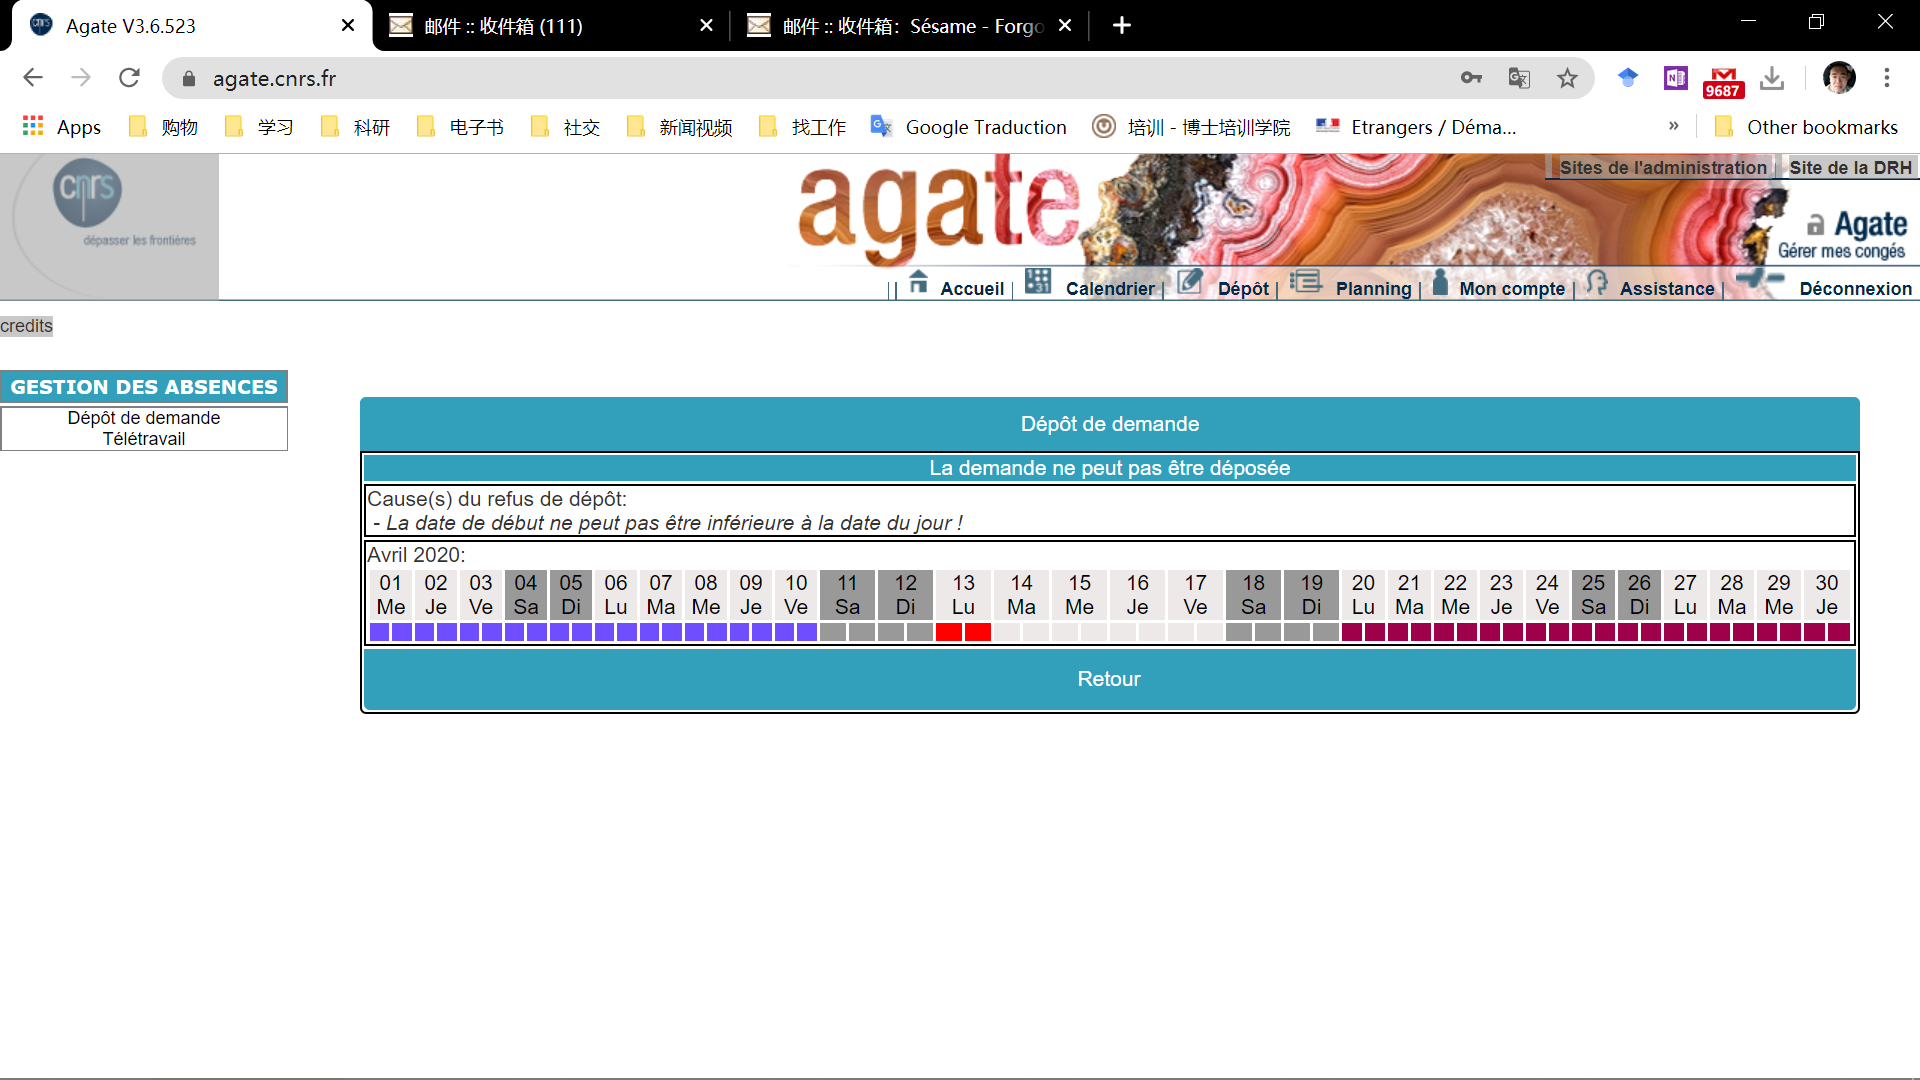 Agate V3.6.523
邮件 :: 收件箱 (111)
邮件 :: 收件箱: Sésame - Forgo
agate.cnrs.fr
9687
Apps
购物
学习
科研
电子书
社交
新闻视频
找工作
Google Traduction
培训 - 博士培训学院
Etrangers / Déma...
»
Other bookmarks
cnrs
dépasser les frontières
agate
Sites de l'administration
Site de la DRH
Agate
Gérer mes congés
|| Accueil | Calendrier | Dépôt | Planning | Mon compte | Assistance | Déconnexion
credits
GESTION DES ABSENCES
Dépôt de demande
Télétravail
Dépôt de demande
La demande ne peut pas être déposée
Cause(s) du refus de dépôt:
- La date de début ne peut pas être inférieure à la date du jour !
Avril 2020:
01 02 03 04 05 06 07 08 09 10 11 12 13 14 15 16 17 18 19 20 21 22 23 24 25 26 27 28 29 30
Me Je Ve Sa Di Lu Ma Me Je Ve Sa Di Lu Ma Me Je Ve Sa Di Lu Ma Me Je Ve Sa Di Lu Ma Me Je
Retour